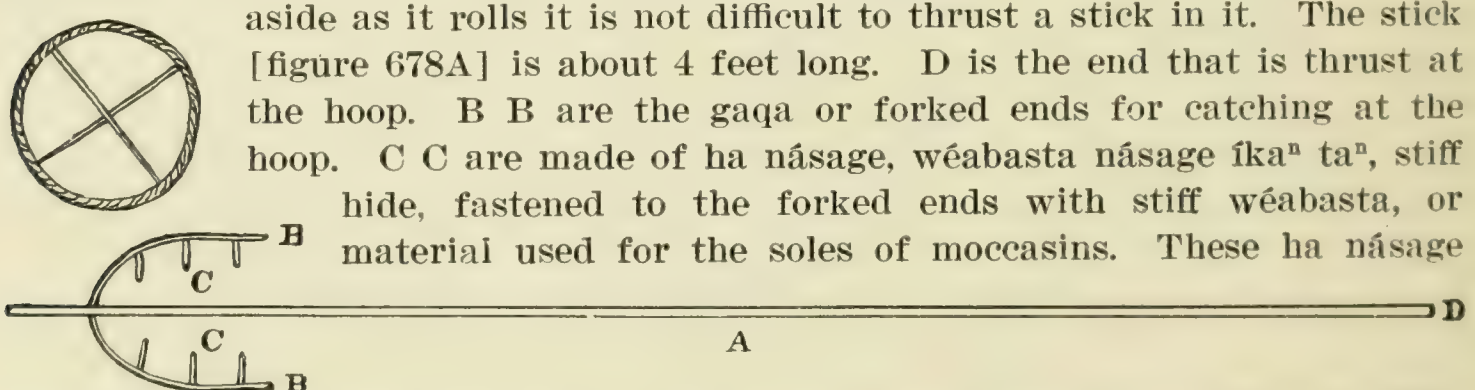 aside as it rolls it is not difficult to thrust a stick in it. The stick
[figure 678A] is about 4 feet long. D is the end that is thrust at
the hoop. B B are the gaqa or forked ends for catching at the
hoop. C C are made of ha násage, wéabasta násage íkaⁿ taⁿ, stiff
hide, fastened to the forked ends with stiff wéabasta, or
material used for the soles of moccasins. These ha násage
B
C
D
C
A
B